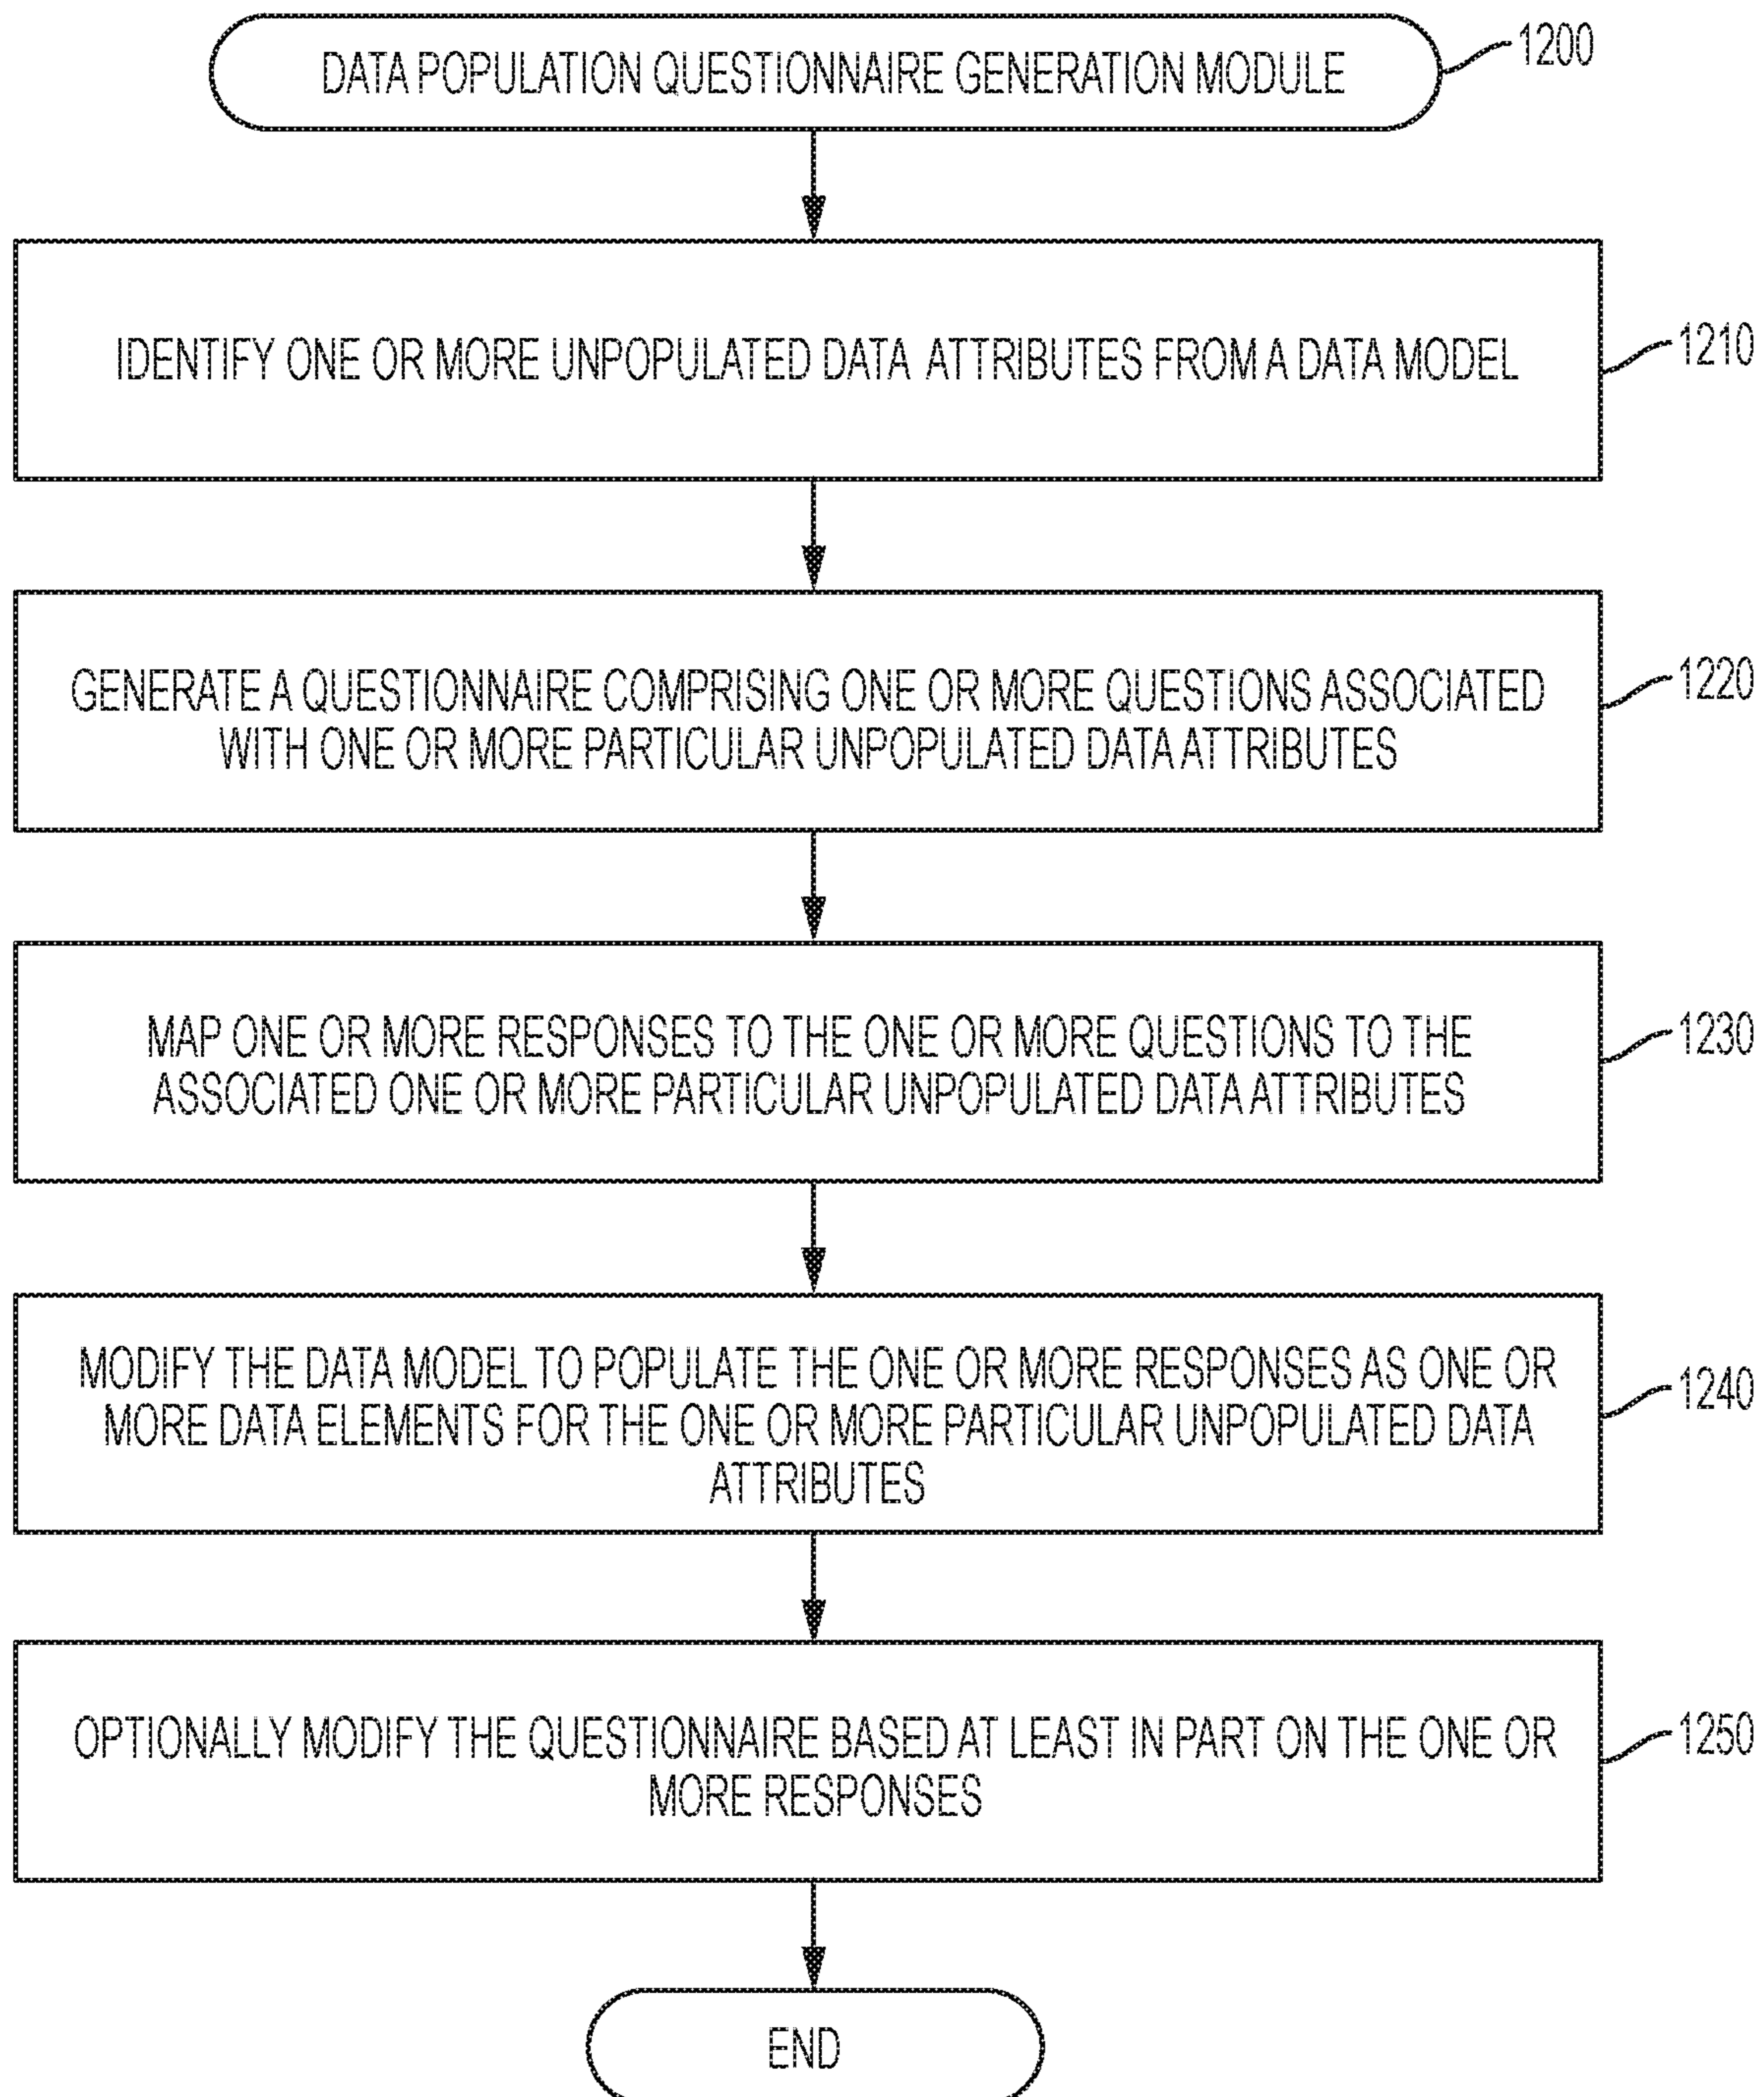 DATA POPULATION QUESTIONNAIRE GENERATION MODULE
1200
IDENTIFY ONE OR MORE UNPOPULATED DATA ATTRIBUTES FROM A DATA MODEL
1210
GENERATE A QUESTIONNAIRE COMPRISING ONE OR MORE QUESTIONS ASSOCIATED
WITH ONE OR MORE PARTICULAR UNPOPULATED DATA ATTRIBUTES
1220
MAP ONE OR MORE RESPONSES TO THE ONE OR MORE QUESTIONS TO THE
ASSOCIATED ONE OR MORE PARTICULAR UNPOPULATED DATA ATTRIBUTES
1230
MODIFY THE DATA MODEL TO POPULATE THE ONE OR MORE RESPONSES AS ONE OR
MORE DATA ELEMENTS FOR THE ONE OR MORE PARTICULAR UNPOPULATED DATA
ATTRIBUTES
1240
OPTIONALLY MODIFY THE QUESTIONNAIRE BASED AT LEAST IN PART ON THE ONE OR
MORE RESPONSES
1250
END